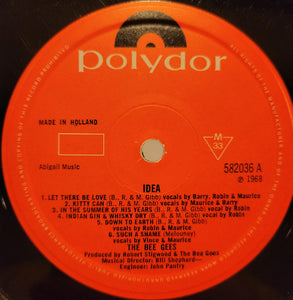 polydor
MADE IN HOLLAND
M
33
Abigail Music
582036 A
℗ 1968
IDEA
1. LET THERE BE LOVE (B., R. & M. Gibb) vocals by Barry, Robin & Maurice
2. KITTY CAN (B., R. & M. Gibb) vocals by Maurice & Barry
3. IN THE SUMMER OF HIS YEARS (B., R. & M. Gibb) vocal by Robin
4. INDIAN GIN & WHISKY DRY (B., R. & M. Gibb) vocal by Robin
5. DOWN TO EARTH (B., R. & M. Gibb)
vocal by Robin
6. SUCH A SHAME (Melouney)
vocals by Vince & Maurice
THE BEE GEES
Produced by Robert Stigwood & The Bee Gees
Musical Director: Bill Shepherd—
Engineer: John Pantry